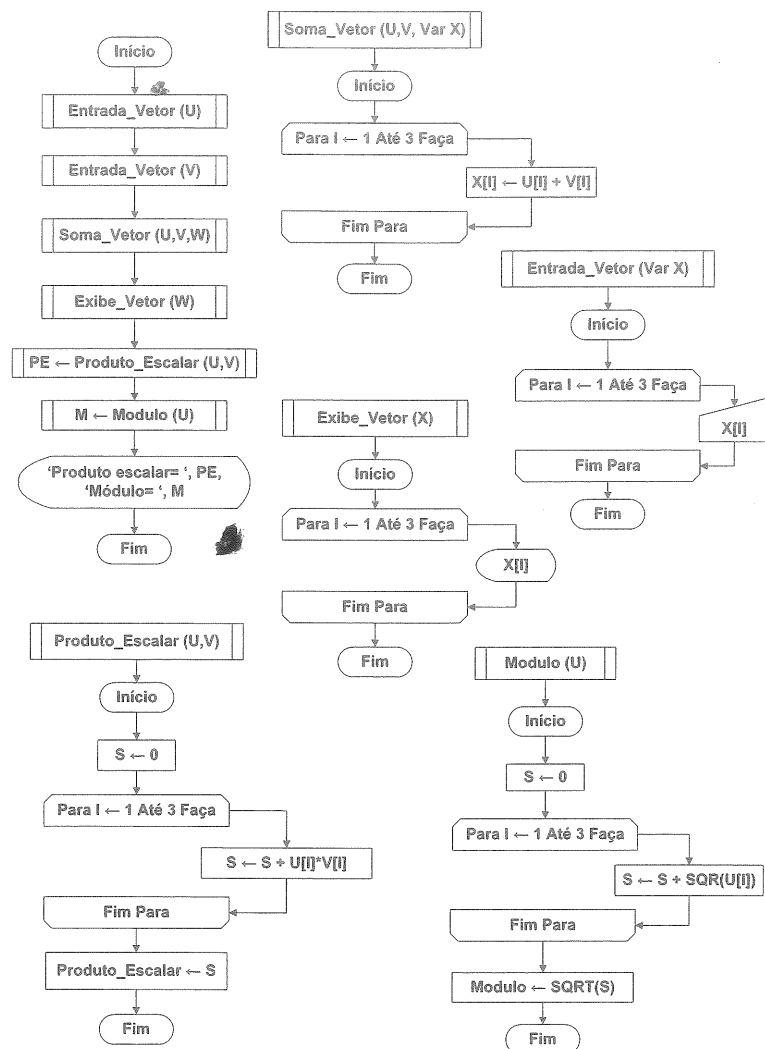 Início
Entrada_Vetor (U)
Entrada_Vetor (V)
Soma_Vetor (U,V,W)
Exibe_Vetor (W)
PE ← Produto_Escalar (U,V)
M ← Modulo (U)
‘Produto escalar= ‘, PE,
‘Módulo= ‘, M
Fim
Soma_Vetor (U,V, Var X)
Início
Para I ← 1 Até 3 Faça
X[I] ← U[I] + V[I]
Fim Para
Fim
Entrada_Vetor (Var X)
Início
Para I ← 1 Até 3 Faça
X[I]
Fim Para
Fim
Exibe_Vetor (X)
Início
Para I ← 1 Até 3 Faça
X[I]
Fim Para
Fim
Produto_Escalar (U,V)
Início
S ← 0
Para I ← 1 Até 3 Faça
S ← S + U[I]*V[I]
Fim Para
Produto_Escalar ← S
Fim
Modulo (U)
Início
S ← 0
Para I ← 1 Até 3 Faça
S ← S + SQR(U[I])
Fim Para
Modulo ← SQRT(S)
Fim